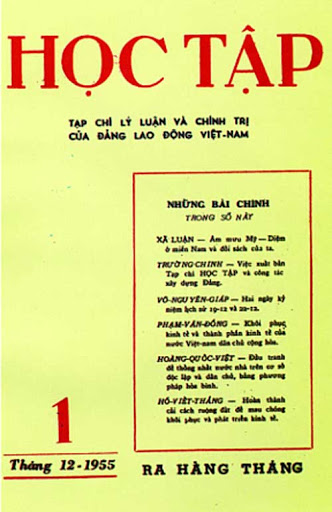 HỌC TẬP
TẠP CHÍ LÝ LUẬN VÀ CHÍNH TRỊ
CỦA ĐẢNG LAO ĐỘNG VIỆT-NAM
NHỮNG BÀI CHÍNH
TRONG SỐ NÀY
XÃ LUẬN — Âm mưu Mỹ — Diệm
ở miền Nam và đối sách của ta.
TRƯỜNG-CHINH — Việc xuất bản
Tạp chí HỌC TẬP và công tác
xây dựng Đảng.
VÕ-NGUYÊN-GIÁP — Hai ngày kỷ
niệm lịch sử 19-12 và 22-12.
PHẠM-VĂN-ĐỒNG — Khôi phục
kinh tế và thành phần kinh tế của
nước Việt-nam dân chủ cộng hòa.
HOÀNG-QUỐC-VIỆT — Đấu tranh
để thống nhất nước nhà trên cơ sở
độc lập và dân chủ, bằng phương
pháp hòa bình.
HỒ-VIẾT-THẮNG — Hoàn thành
cải cách ruộng đất để mau chóng
khôi phục và phát triển kinh tế.
1
Tháng 12-1955
RA HÀNG THÁNG